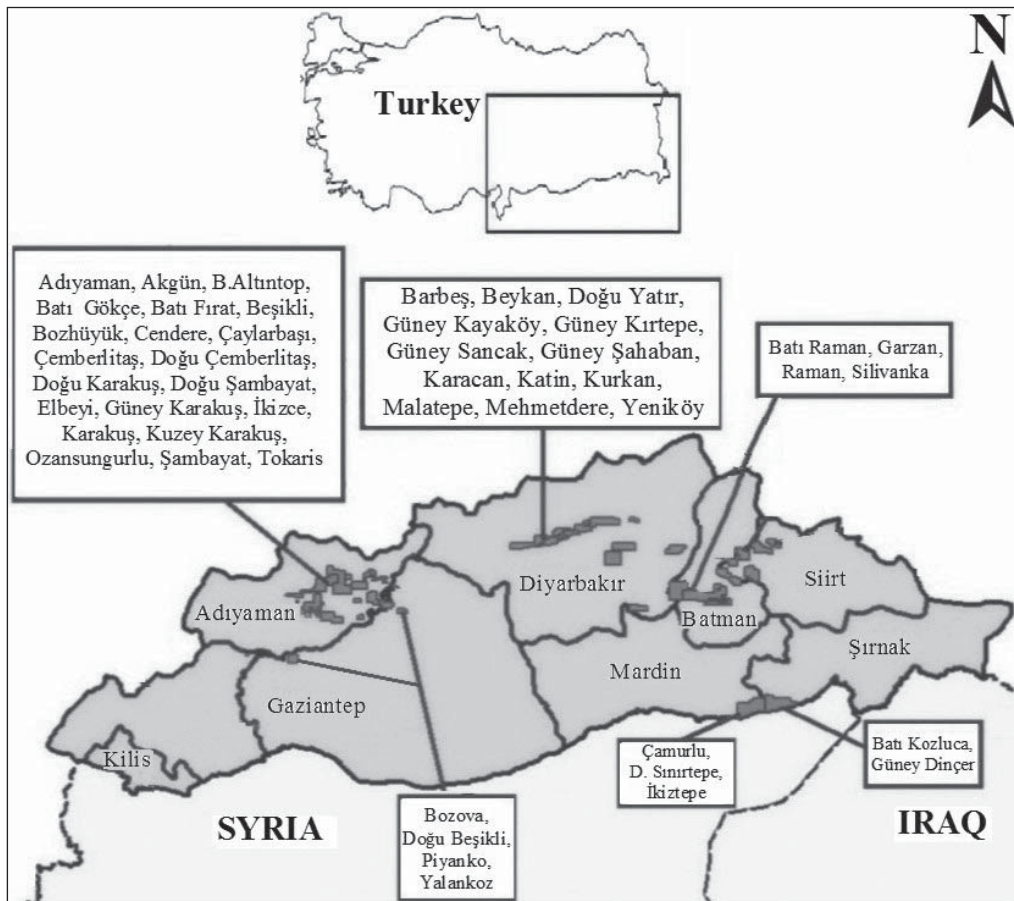 N
Turkey
Adıyaman, Akgün, B.Altıntop,
Batı Gökçe, Batı Fırat, Beşikli,
Bozhüyük, Cendere, Çaylarbaşı,
Çemberlitaş, Doğu Çemberlitaş,
Doğu Karakuş, Doğu Şambayat,
Elbeyi, Güney Karakuş, İkizce,
Karakuş, Kuzey Karakuş,
Ozansungurlu, Şambayat, Tokaris
Barbeş, Beykan, Doğu Yatır,
Güney Kayaköy, Güney Kırtepe,
Güney Sancak, Güney Şahaban,
Karacan, Katin, Kurkan,
Malatepe, Mehmetdere, Yeniköy
Batı Raman, Garzan,
Raman, Silivanka
Adıyaman
Diyarbakır
Siirt
Batman
Mardin
Şırnak
Gaziantep
Kilis
Çamurlu,
D. Sınırtepe,
İkiztepe
Batı Kozluca,
Güney Dinçer
Bozova,
Doğu Beşikli,
Piyanko,
Yalankoz
SYRIA
IRAQ